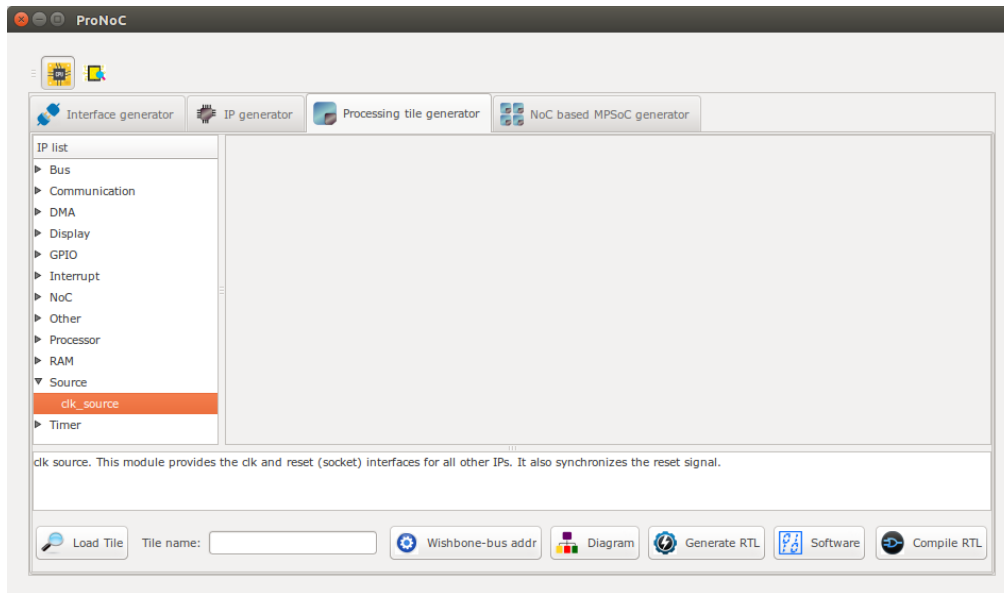 ProNoC
Interface generator
IP generator
Processing tile generator
NoC based MPSoC generator
IP list
Bus
Communication
DMA
Display
GPIO
Interrupt
NoC
Other
Processor
RAM
Source
clk_source
Timer
clk source. This module provides the clk and reset (socket) interfaces for all other IPs. It also synchronizes the reset signal.
Load Tile
Tile name:
Wishbone-bus addr
Diagram
Generate RTL
Software
Compile RTL